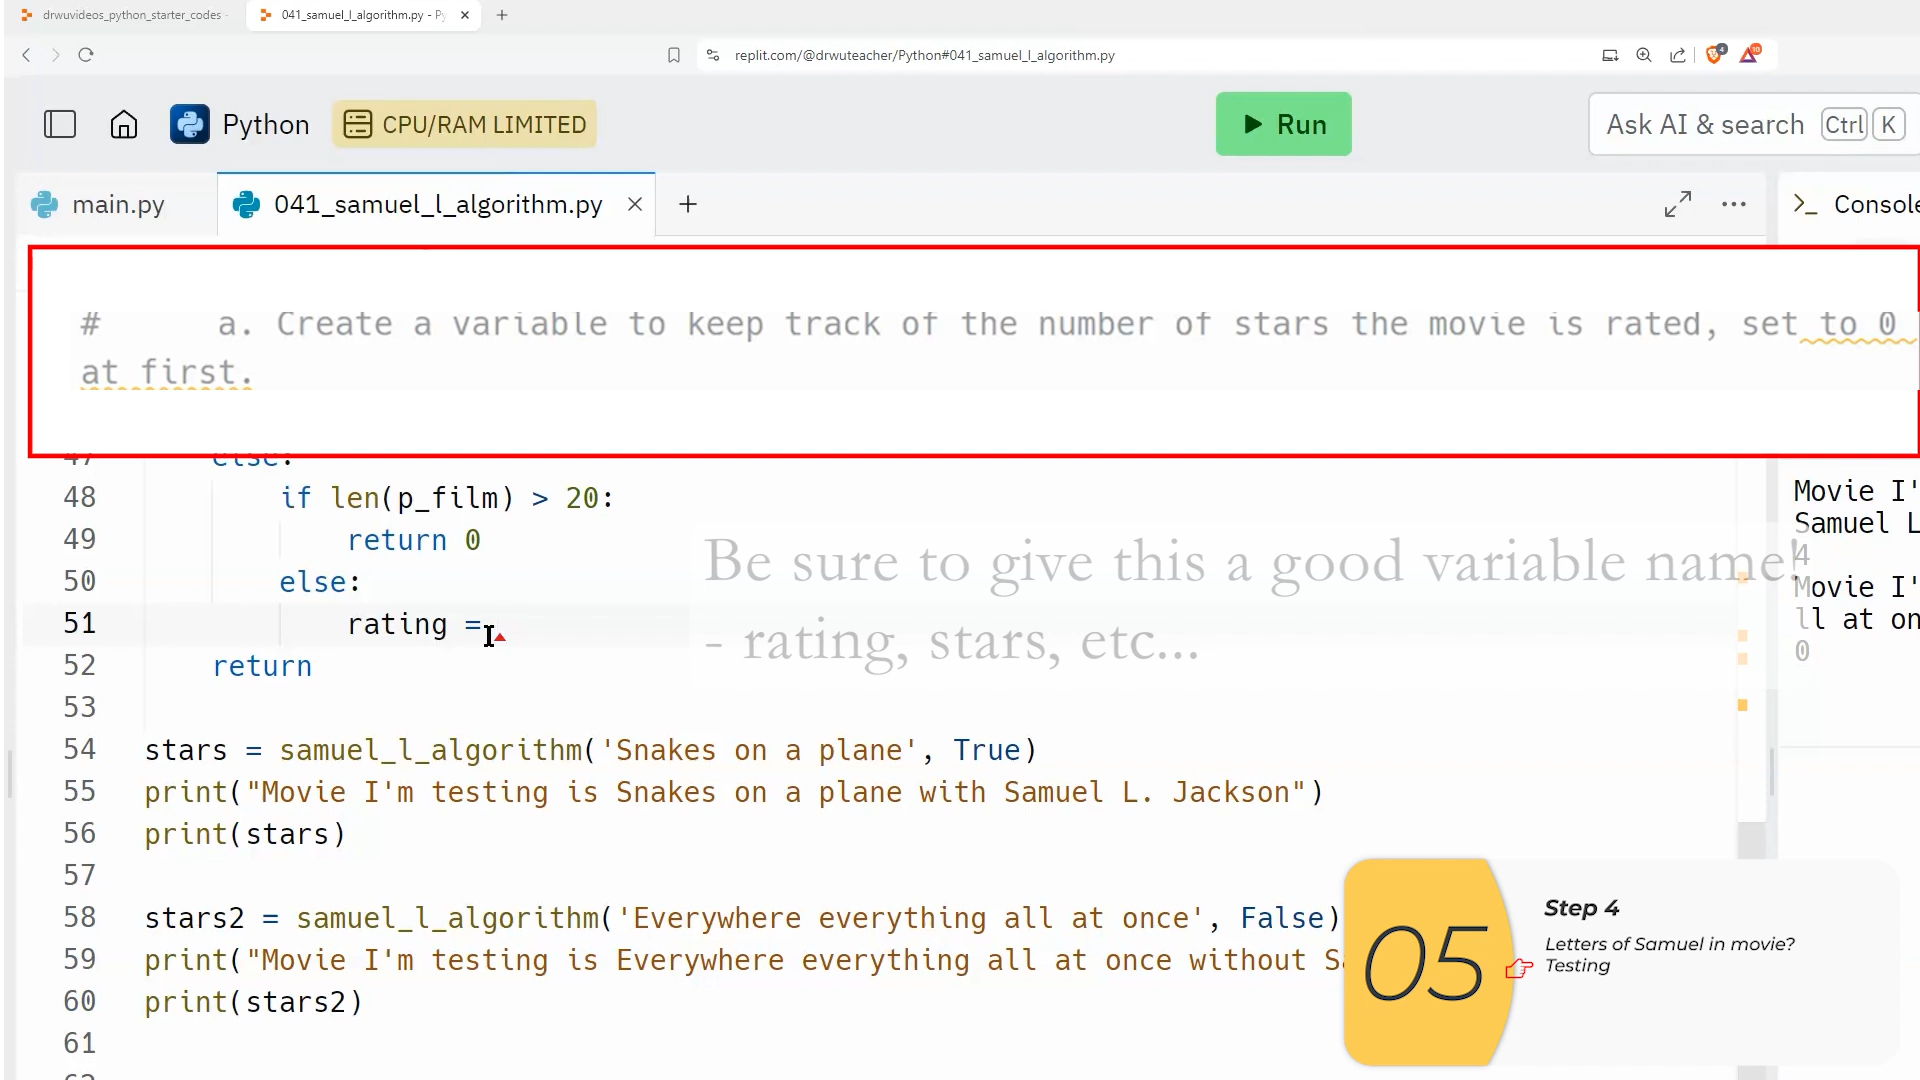 drwuvideos_python_starter_codes
041_samuel_l_algorithm.py - Py
replit.com/@drwuteacher/Python#041_samuel_l_algorithm.py
4
10
Python
CPU/RAM LIMITED
Run
Ask AI & search Ctrl K
main.py
041_samuel_l_algorithm.py
Console
# a. Create a variable to keep track of the number of stars the movie is rated, set to 0
at first.
47 else:
48 if len(p_film) > 20:
49 return 0
50 else:
51 rating =
52 return
53
54 stars = samuel_l_algorithm('Snakes on a plane', True)
55 print("Movie I'm testing is Snakes on a plane with Samuel L. Jackson")
56 print(stars)
57
58 stars2 = samuel_l_algorithm('Everywhere everything all at once', False)
59 print("Movie I'm testing is Everywhere everything all at once without S
60 print(stars2)
61
Be sure to give this a good variable name!
- rating, stars, etc...
Movie I'
Samuel L
4
Movie I'
ll at on
0
05
Step 4
Letters of Samuel in movie?
Testing